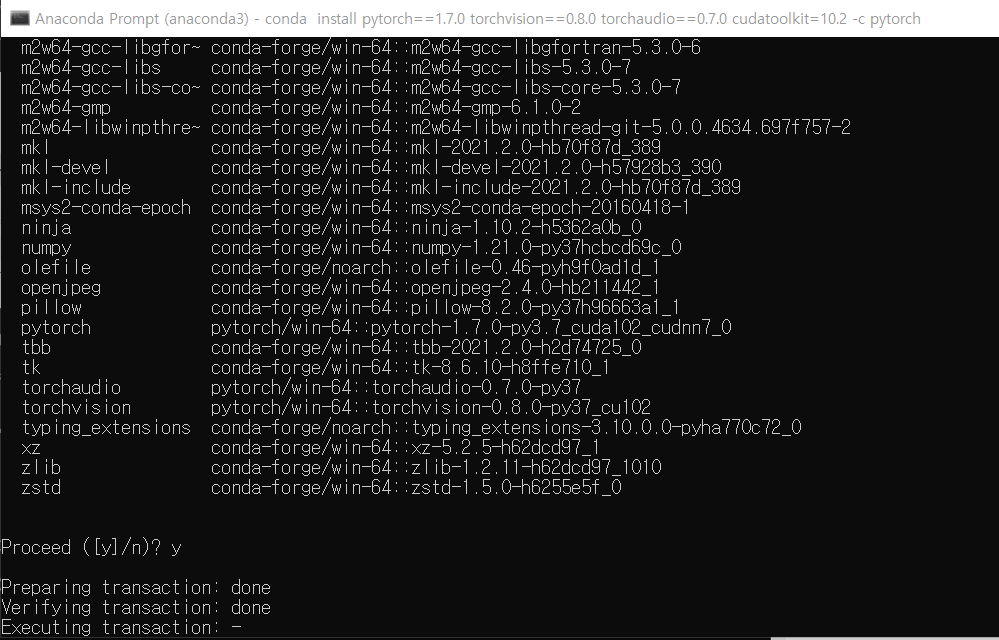 Anaconda Prompt (anaconda3) - conda  install pytorch==1.7.0 torchvision==0.8.0 torchaudio==0.7.0 cudatoolkit=10.2 -c pytorch
m2w64-gcc-libgfor~ conda-forge/win-64::m2w64-gcc-libgfortran-5.3.0-6
m2w64-gcc-libs     conda-forge/win-64::m2w64-gcc-libs-5.3.0-7
m2w64-gcc-libs-co~ conda-forge/win-64::m2w64-gcc-libs-core-5.3.0-7
m2w64-gmp          conda-forge/win-64::m2w64-gmp-6.1.0-2
m2w64-libwinpthre~ conda-forge/win-64::m2w64-libwinpthread-git-5.0.0.4634.697f757-2
mkl                conda-forge/win-64::mkl-2021.2.0-hb70f87d_389
mkl-devel          conda-forge/win-64::mkl-devel-2021.2.0-h57928b3_390
mkl-include        conda-forge/win-64::mkl-include-2021.2.0-hb70f87d_389
msys2-conda-epoch  conda-forge/win-64::msys2-conda-epoch-20160418-1
ninja              conda-forge/win-64::ninja-1.10.2-h5362a0b_0
numpy              conda-forge/win-64::numpy-1.21.0-py37hcbcd69c_0
olefile            conda-forge/noarch::olefile-0.46-pyh9f0ad1d_1
openjpeg           conda-forge/win-64::openjpeg-2.4.0-hb211442_1
pillow             conda-forge/win-64::pillow-8.2.0-py37h96663a1_1
pytorch            pytorch/win-64::pytorch-1.7.0-py3.7_cuda102_cudnn7_0
tbb                conda-forge/win-64::tbb-2021.2.0-h2d74725_0
tk                 conda-forge/win-64::tk-8.6.10-h8ffe710_1
torchaudio         pytorch/win-64::torchaudio-0.7.0-py37
torchvision        pytorch/win-64::torchvision-0.8.0-py37_cu102
typing_extensions  conda-forge/noarch::typing_extensions-3.10.0.0-pyha770c72_0
xz                 conda-forge/win-64::xz-5.2.5-h62dcd97_1
zlib               conda-forge/win-64::zlib-1.2.11-h62dcd97_1010
zstd               conda-forge/win-64::zstd-1.5.0-h6255e5f_0
Proceed ([y]/n)? y
Preparing transaction: done
Verifying transaction: done
Executing transaction: -